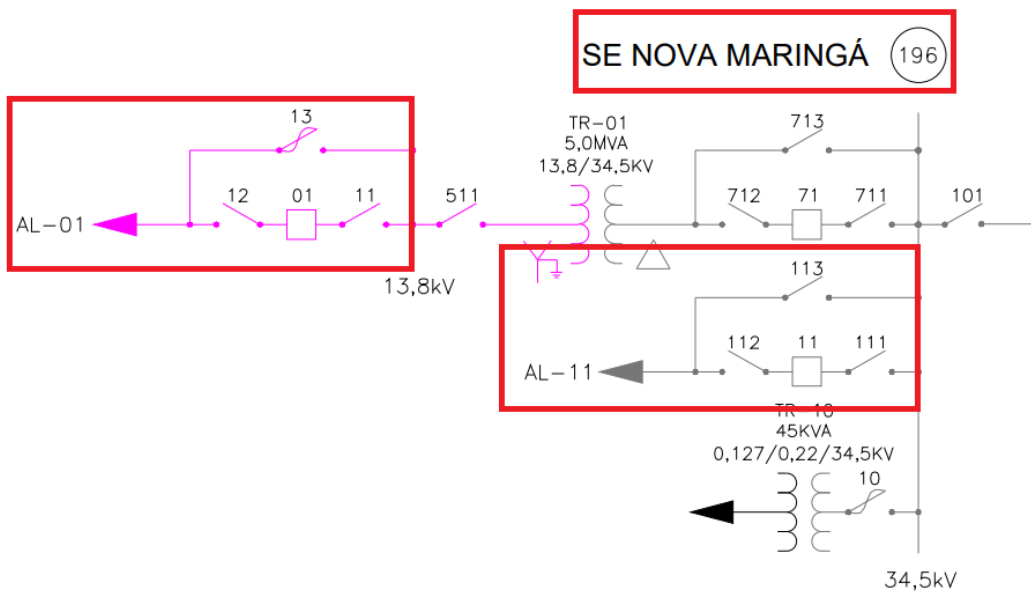 SE NOVA MARINGÁ 196
13
TR-01
5,0MVA
13,8/34,5KV
713
12 01 11 511 712 71 711 101
AL-01
13,8kV
113
112 11 111
AL-11
TR-10
45KVA
0,127/0,22/34,5KV
10
34,5kV